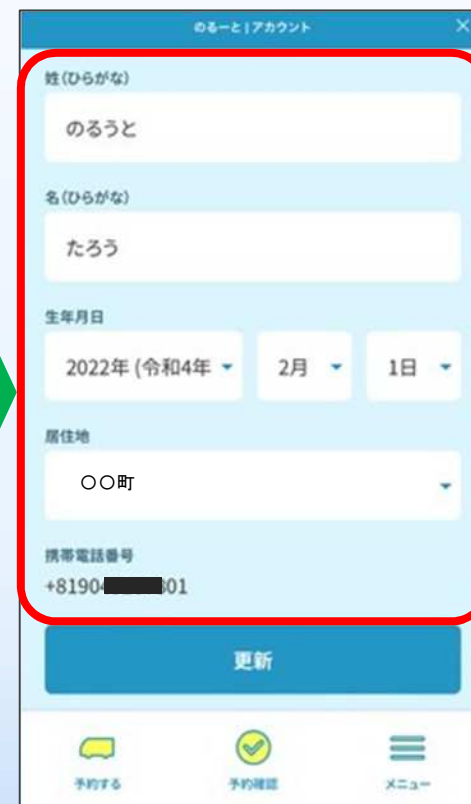 のるーと|アカウント ×
姓(ひらがな)
のるうと
名(ひらがな)
たろう
生年月日
2022年 (令和4年 2月 1日
居住地
〇〇町
携帯電話番号
+8190 801
更新
予約する 予約確認 メニュー